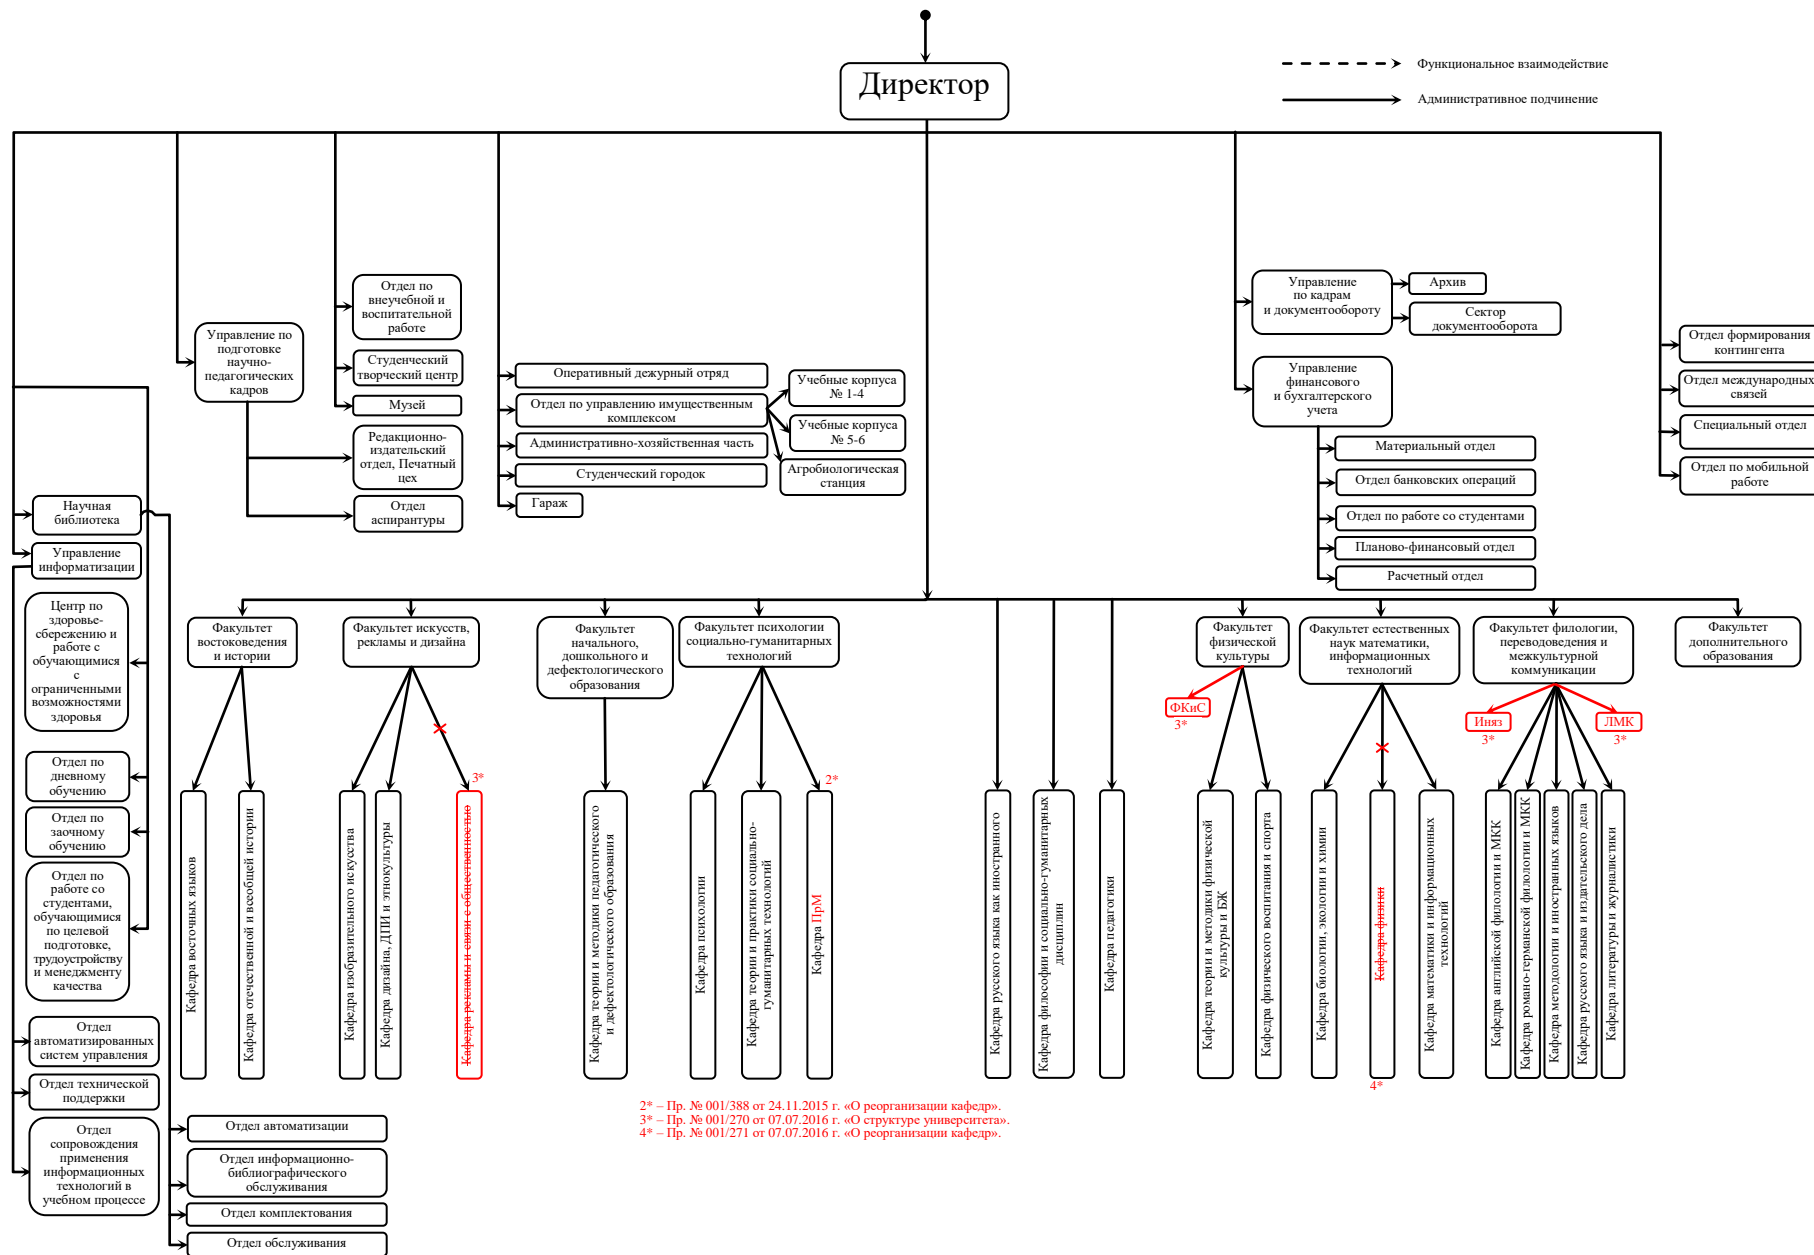 Директор
Функциональное взаимодействие
Административное подчинение
Управление по
подготовке
научно-
педагогических
кадров
Отдел по
внеучебной и
воспитательной
работе
Студенческий
творческий центр
Музей
Редакционно-
издательский
отдел, Печатный
цех
Отдел
аспирантуры
Оперативный дежурный отряд
Отдел по управлению имущественным
комплексом
Административно-хозяйственная часть
Студенческий городок
Гараж
Учебные корпуса
№ 1-4
Учебные корпуса
№ 5-6
Агробиологическая
станция
Управление
по кадрам
и документообороту
Архив
Сектор
документооборота
Управление
финансового
и бухгалтерского
учета
Материальный отдел
Отдел банковских операций
Отдел по работе со студентами
Планово-финансовый отдел
Расчетный отдел
Отдел формирования
контингента
Отдел международных
связей
Специальный отдел
Отдел по мобильной
работе
Научная
библиотека
Управление
информатизации
Центр по
здоровье-
сбережению и
работе с
обучающимися
с
ограниченными
возможностями
здоровья
Отдел по
дневному
обучению
Отдел по
заочному
обучению
Отдел по
работе со
студентами,
обучающимися
по целевой
подготовке,
трудоустройству
и менеджменту
качества
Отдел
автоматизированных
систем управления
Отдел технической
поддержки
Отдел
сопровождения
применения
информационных
технологий в
учебном процессе
Отдел автоматизации
Отдел информационно-
библиографического
обслуживания
Отдел комплектования
Отдел обслуживания
Факультет
востоковедения
и истории
Факультет искусств,
рекламы и дизайна
Факультет
начального,
дошкольного и
дефектологического
образования
Факультет психологии
социально-гуманитарных
технологий
Факультет
физической
культуры
Факультет естественных
наук математики,
информационных
технологий
Факультет филологии,
переводоведения и
межкультурной
коммуникации
Факультет
дополнительного
образования
ФКиС
3*
Иняз
3*
ЛМК
3*
Кафедра восточных языков
Кафедра отечественной и всеобщей истории
Кафедра изобразительного искусства
Кафедра дизайна, ДПИ и этнокультуры
3*
Кафедра рекламы и связи с общественностью
Кафедра теории и методики педагогического
и дефектологического образования
Кафедра психологии
Кафедра теории и практики социально-
гуманитарных технологий
2*
Кафедра ПрМ
Кафедра русского языка как иностранного
Кафедра философии и социально-гуманитарных
дисциплин
Кафедра педагогики
Кафедра теории и методики физической
культуры и БЖ
Кафедра физического воспитания и спорта
Кафедра биологии, экологии и химии
Кафедра физики
4*
Кафедра математики и информационных
технологий
Кафедра английской филологии и МКК
Кафедра романо-германской филологии и МКК
Кафедра методологии и иностранных языков
Кафедра русского языка и издательского дела
Кафедра литературы и журналистики
2* – Пр. № 001/388 от 24.11.2015 г. «О реорганизации кафедр».
3* – Пр. № 001/270 от 07.07.2016 г. «О структуре университета».
4* – Пр. № 001/271 от 07.07.2016 г. «О реорганизации кафедр».